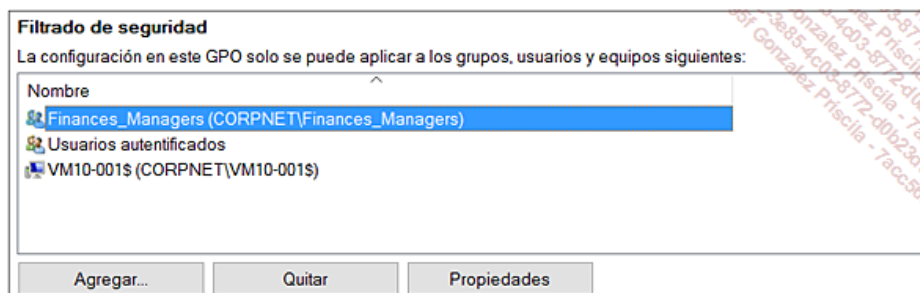 Filtrado de seguridad
La configuración en este GPO solo se puede aplicar a los grupos, usuarios y equipos siguientes:
Nombre
Finances_Managers (CORPNET\Finances_Managers)
Usuarios autentificados
VM10-001$ (CORPNET\VM10-001$)
Agregar...
Quitar
Propiedades